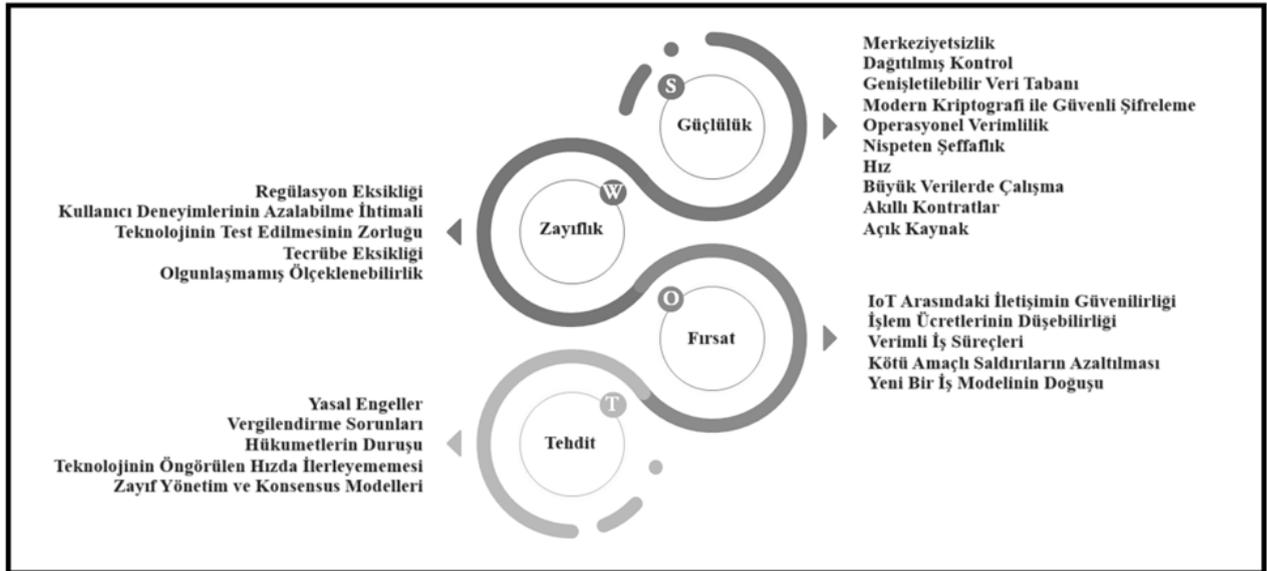 S
Güçlülük
Merkeziyetsizlik
Dağıtılmış Kontrol
Genişletilebilir Veri Tabanı
Modern Kriptografi ile Güvenli Şifreleme
Operasyonel Verimlilik
Nispeten Şeffaflık
Hız
Büyük Verilerde Çalışma
Akıllı Kontratlar
Açık Kaynak
W
Zayıflık
Regülasyon Eksikliği
Kullanıcı Deneyimlerinin Azalabilme İhtimali
Teknolojinin Test Edilmesinin Zorluğu
Tecrübe Eksikliği
Olgunlaşmamış Ölçeklenebilirlik
O
Fırsat
IoT Arasındaki İletişimin Güvenilirliği
İşlem Ücretlerinin Düşebilirliği
Verimli İş Süreçleri
Kötü Amaçlı Saldırıların Azaltılması
Yeni Bir İş Modelinin Doğuşu
T
Tehdit
Yasal Engeller
Vergilendirme Sorunları
Hükumetlerin Duruşu
Teknolojinin Öngörülen Hızda İlerleyememesi
Zayıf Yönetim ve Konsensus Modelleri